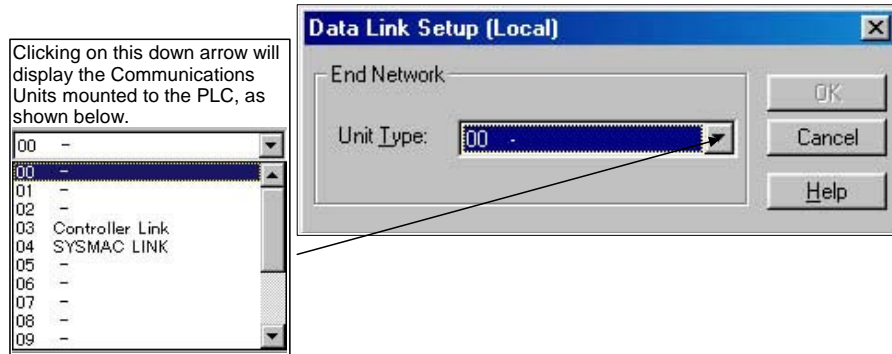 Clicking on this down arrow will
display the Communications
Units mounted to the PLC, as
shown below.
00 -
00 -
01 -
02 -
03 Controller Link
04 SYSMAC LINK
05 -
06 -
07 -
08 -
09 -
Data Link Setup (Local)
End Network
Unit Type:
00 -
OK
Cancel
Help